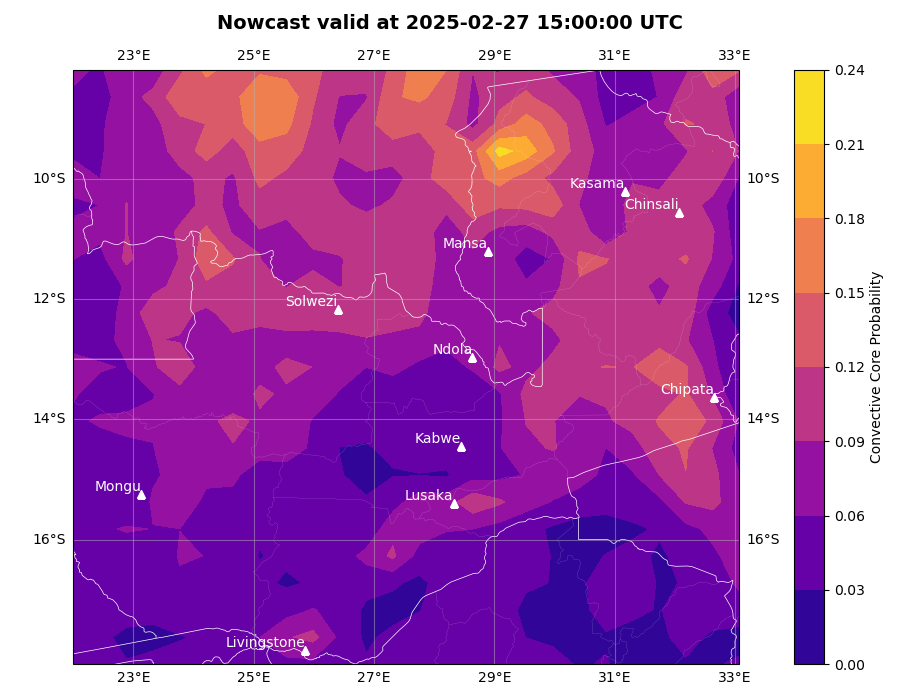 Nowcast valid at 2025-02-27 15:00:00 UTC
23°E 25°E 27°E 29°E 31°E 33°E
0.24
0.21
10°S Kasama 10°S
Chinsali
0.18
Mansa
0.15
12°S Solwezi 12°S
0.12
Ndola
Chipata
14°S 14°S
0.09
Kabwe
Mongu
Lusaka
0.06
16°S 16°S
0.03
Livingstone
0.00
23°E 25°E 27°E 29°E 31°E 33°E
Convective Core Probability